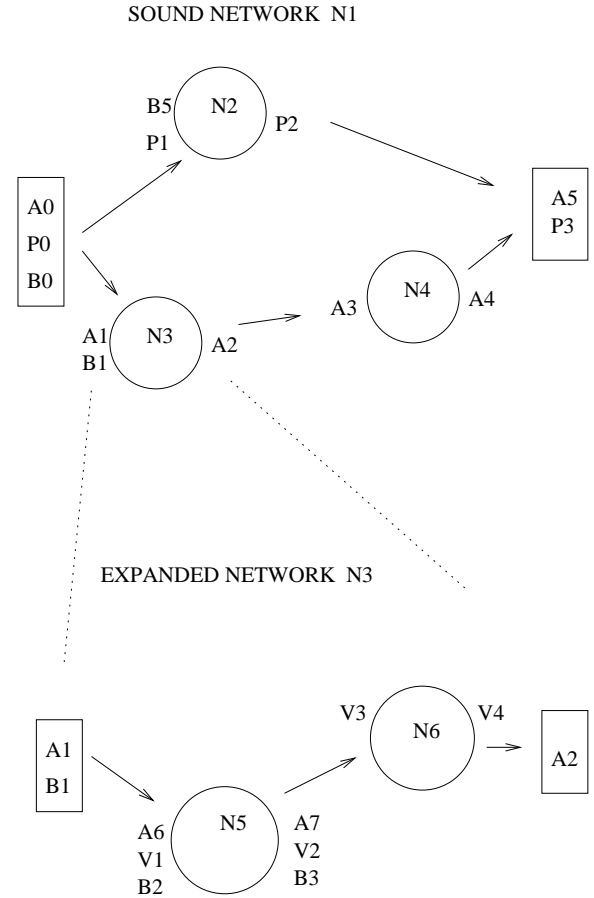 SOUND NETWORK N1
B5
N2
P1
P2
A0
P0
B0
A5
P3
A1
B1
N3
A2
A3
N4
A4
EXPANDED NETWORK N3
A1
B1
A6
V1
B2
N5
A7
V2
B3
V3
N6
V4
A2